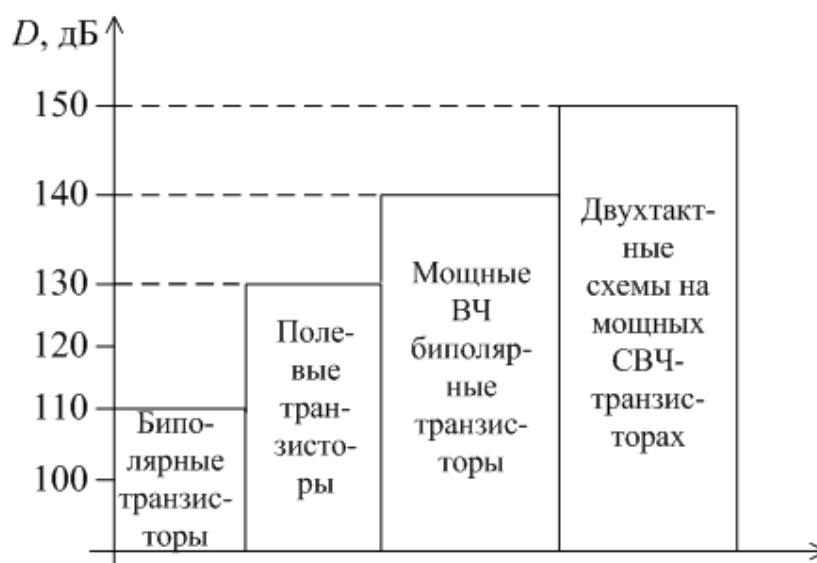 D, дБ
150
140
130
120
110
100
Бипо-
лярные
транзис-
торы
Поле-
вые
тран-
зисто-
ры
Мощные
ВЧ
биполяр-
ные
транзис-
торы
Двухтакт-
ные
схемы на
мощных
СВЧ-
транзис-
торах